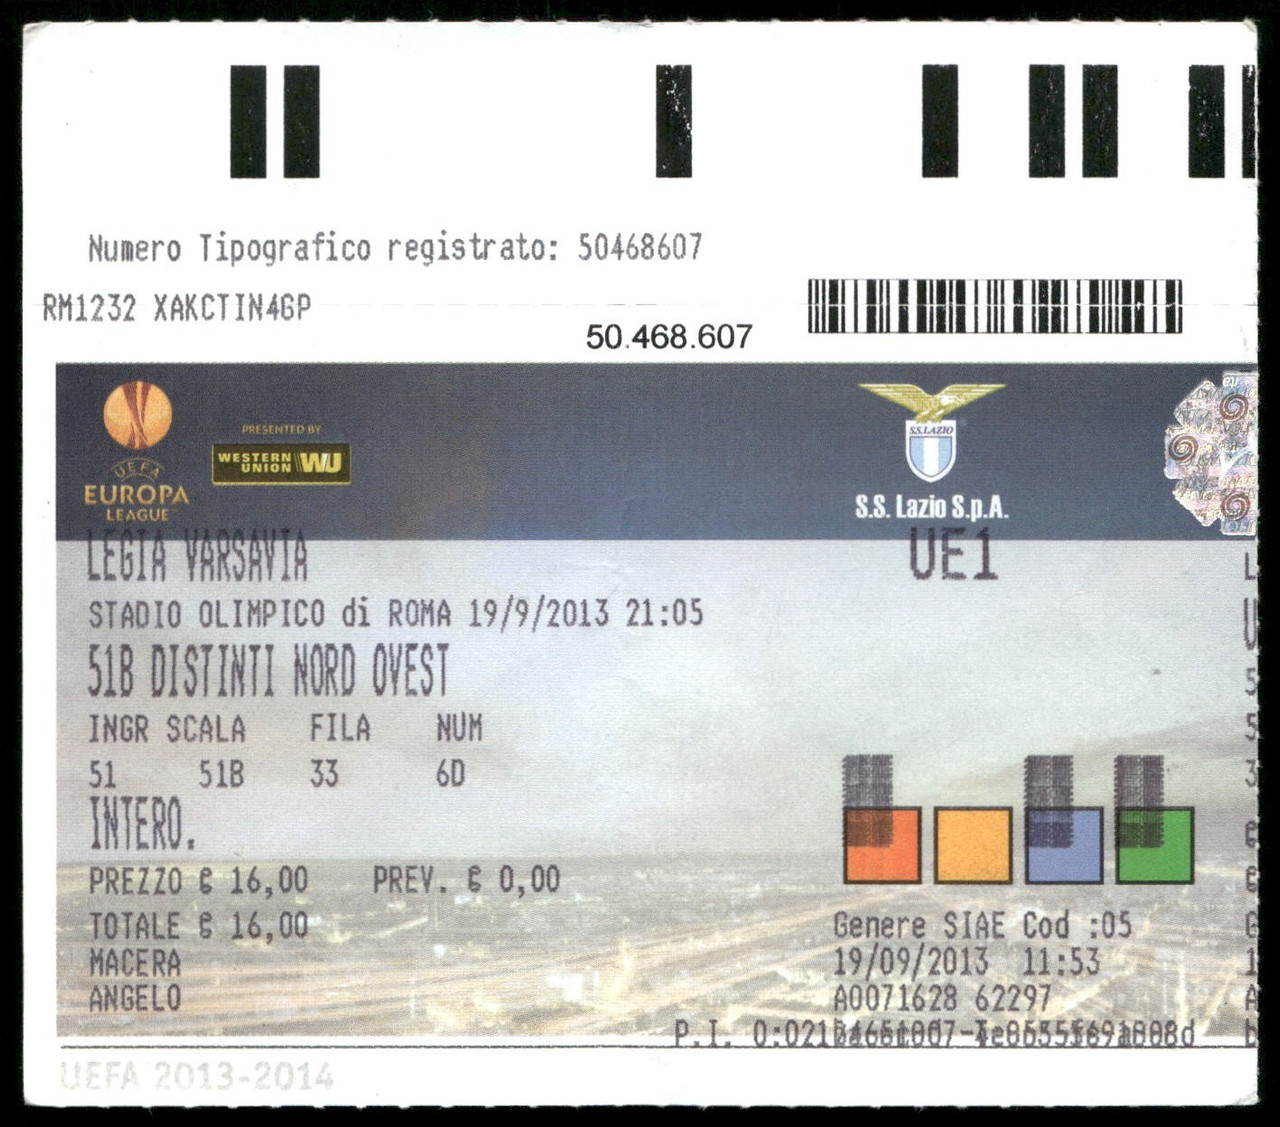 Numero Tipografico registrato: 50468607
RM1232 XAKCTIN4GP
50.468.607
UEFA
EUROPA
LEAGUE
PRESENTED BY
WESTERN
UNION WU
S.S.LAZIO
S.S. Lazio S.p.A.
LEGIA VARSAVIA
UE1
STADIO OLIMPICO di ROMA 19/9/2013 21:05
51B DISTINTI NORD OVEST
INGR SCALA FILA NUM
51 51B 33 6D
INTERO.
PREZZO € 16,00 PREV. € 0,00
TOTALE € 16,00
MACERA
ANGELO
Genere SIAE Cod :05
19/09/2013 11:53
A0071628 62297
P.I.
UEFA 2013-2014